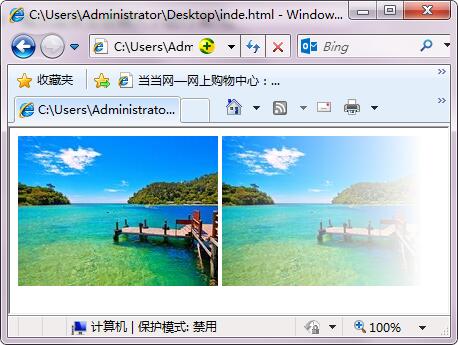 C:\Users\Administrator\Desktop\inde.html - Window...
C:\Users\Adm
Bing
收藏夹
当当网—网上购物中心：...
C:\Users\Administrato...
计算机 | 保护模式: 禁用
100%